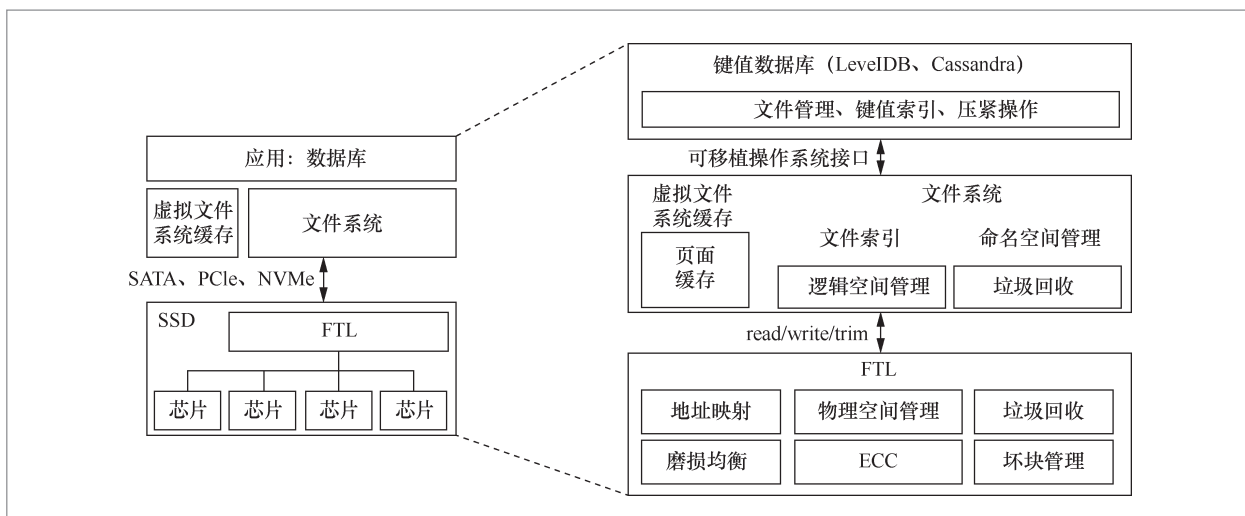 应用：数据库
虚拟文件
系统缓存
文件系统
SATA、PCIe、NVMe
SSD
FTL
芯片
芯片
芯片
芯片
键值数据库（LevelDB、Cassandra）
文件管理、键值索引、压紧操作
可移植操作系统接口
虚拟文件
系统缓存
文件系统
页面
缓存
文件索引
命名空间管理
逻辑空间管理
垃圾回收
read/write/trim
FTL
地址映射
物理空间管理
垃圾回收
磨损均衡
ECC
坏块管理